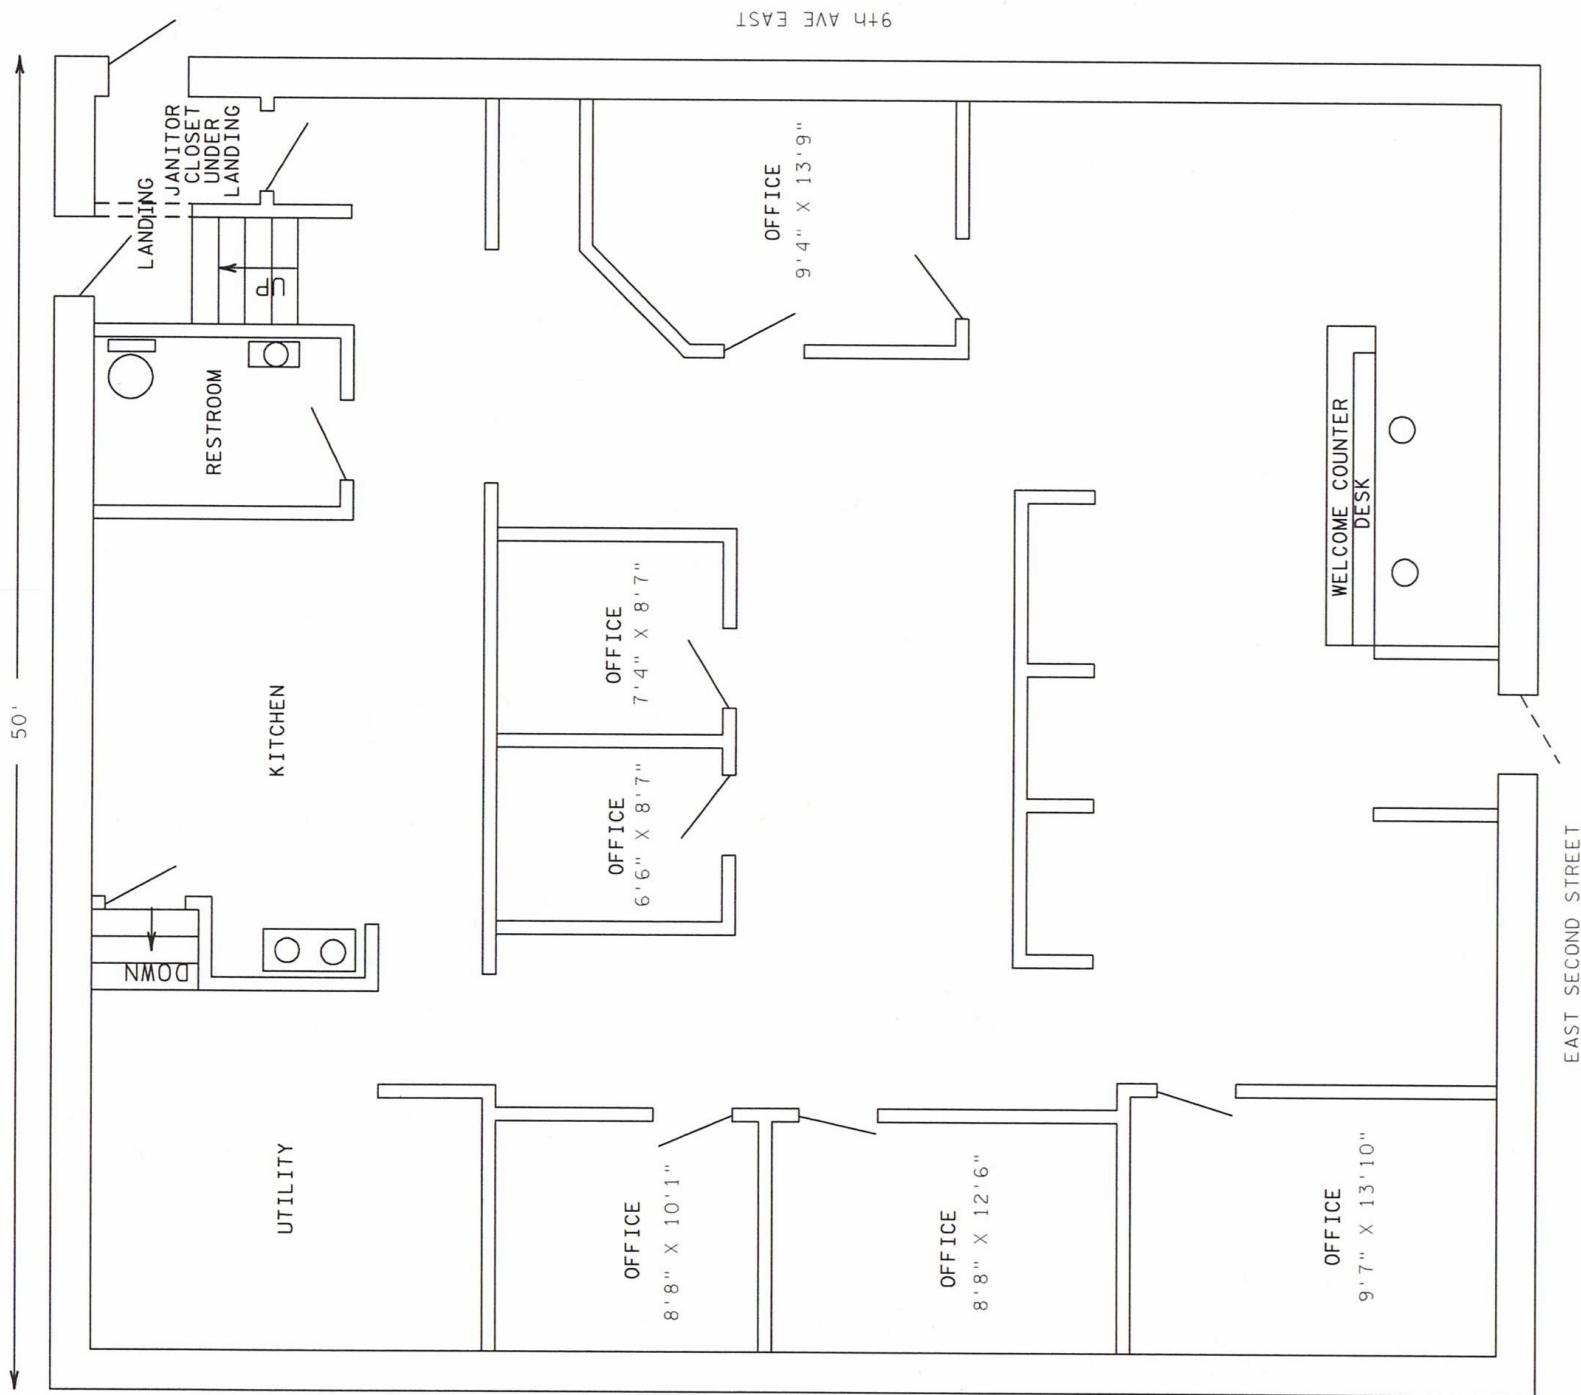 9th AVE EAST
50'
JANITOR
CLOSET
UNDER
LANDING
LANDING
UP
RESTROOM
OFFICE
9'4" X 13'9"
KITCHEN
OFFICE
7'4" X 8'7"
OFFICE
6'6" X 8'7"
WELCOME COUNTER
DESK
DOWN
UTILITY
OFFICE
8'8" X 10'1"
OFFICE
8'8" X 12'6"
OFFICE
9'7" X 13'10"
EAST SECOND STREET